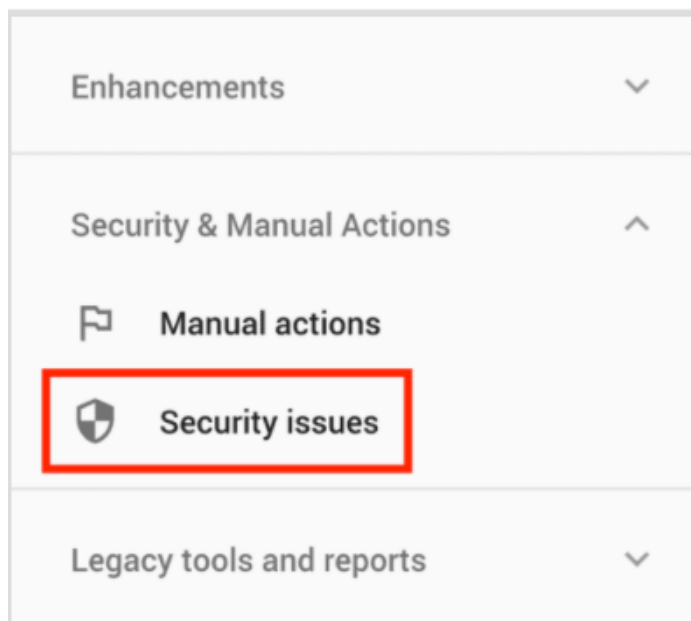 Enhancements
Security & Manual Actions
Manual actions
Security issues
Legacy tools and reports